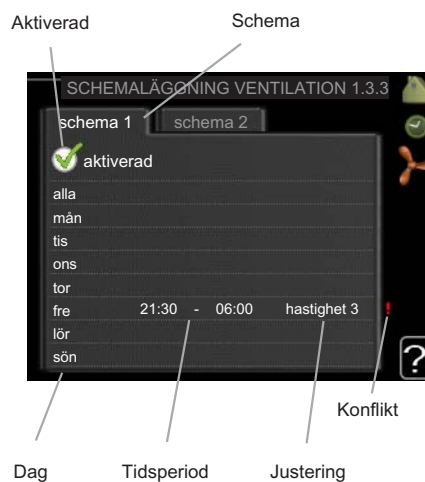 Aktiverad Schema
SCHEMALÄGGNING VENTILATION 1.3.3
schema 1 schema 2
aktiverad
alla
mån
tis
ons
tor
fre 21:30 - 06:00 hastighet 3 !
lör
sön
?
Konflikt
Dag Tidsperiod Justering